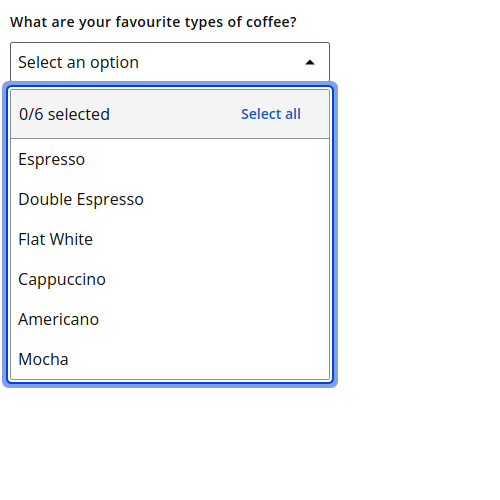 What are your favourite types of coffee?
Select an option
0/6 selected Select all
Espresso
Double Espresso
Flat White
Cappuccino
Americano
Mocha